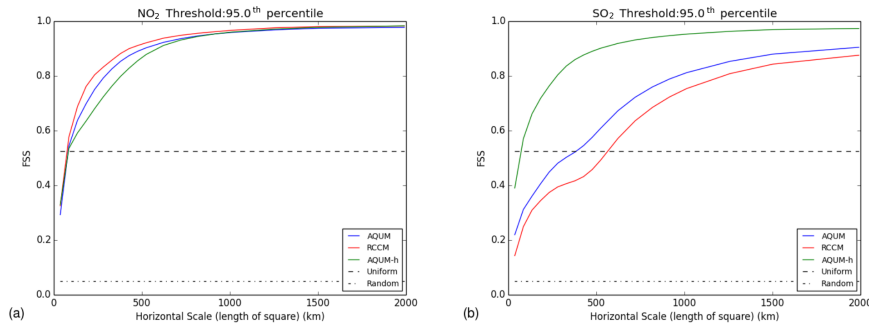 NO₂ Threshold:95.0ᵗʰ percentile
1.0
0.8
0.6
0.4
0.2
0.0
FSS
0
500
1000
1500
2000
Horizontal Scale (length of square) (km)
AQUM
RCCM
AQUM-h
Uniform
Random
(a)
SO₂ Threshold:95.0ᵗʰ percentile
1.0
0.8
0.6
0.4
0.2
0.0
FSS
0
500
1000
1500
2000
Horizontal Scale (length of square) (km)
AQUM
RCCM
AQUM-h
Uniform
Random
(b)